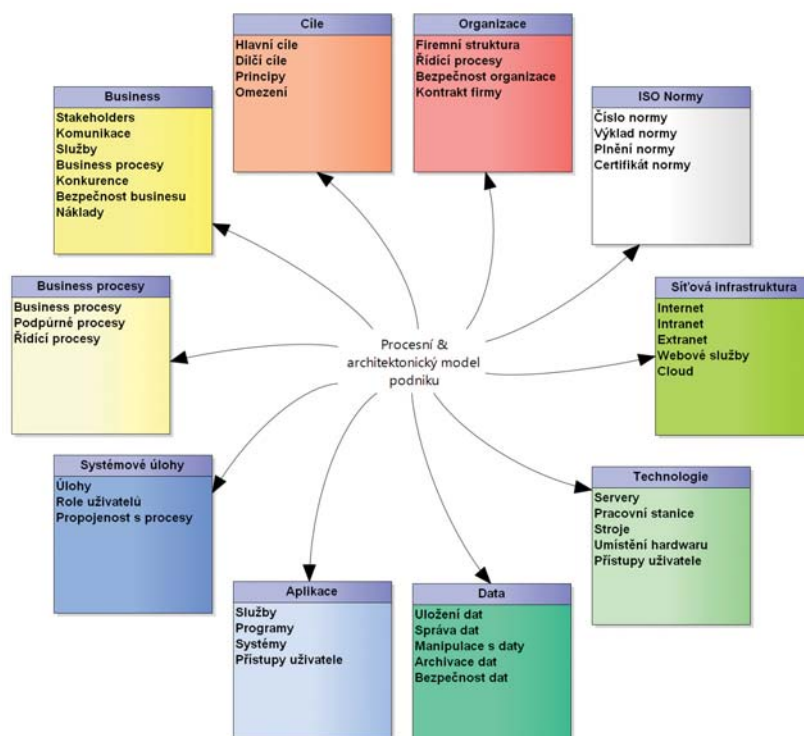 Cíle
Hlavní cíle
Dílčí cíle
Principy
Omezení
Organizace
Firemní struktura
Řídící procesy
Bezpečnost organizace
Kontrakt firmy
Business
Stakeholders
Komunikace
Služby
Business procesy
Konkurence
Bezpečnost businesu
Náklady
ISO Normy
Číslo normy
Výklad normy
Plnění normy
Certifikát normy
Business procesy
Business procesy
Podpůrné procesy
Řídící procesy
Procesní &
architektonický model
podniku
Síťová infrastruktura
Internet
Intranet
Extranet
Webové služby
Cloud
Systémové úlohy
Úlohy
Role uživatelů
Propojenost s procesy
Technologie
Servery
Pracovní stanice
Stroje
Umístění hardwaru
Přístupy uživatele
Aplikace
Služby
Programy
Systémy
Přístupy uživatele
Data
Uložení dat
Správa dat
Manipulace s daty
Archivace dat
Bezpečnost dat